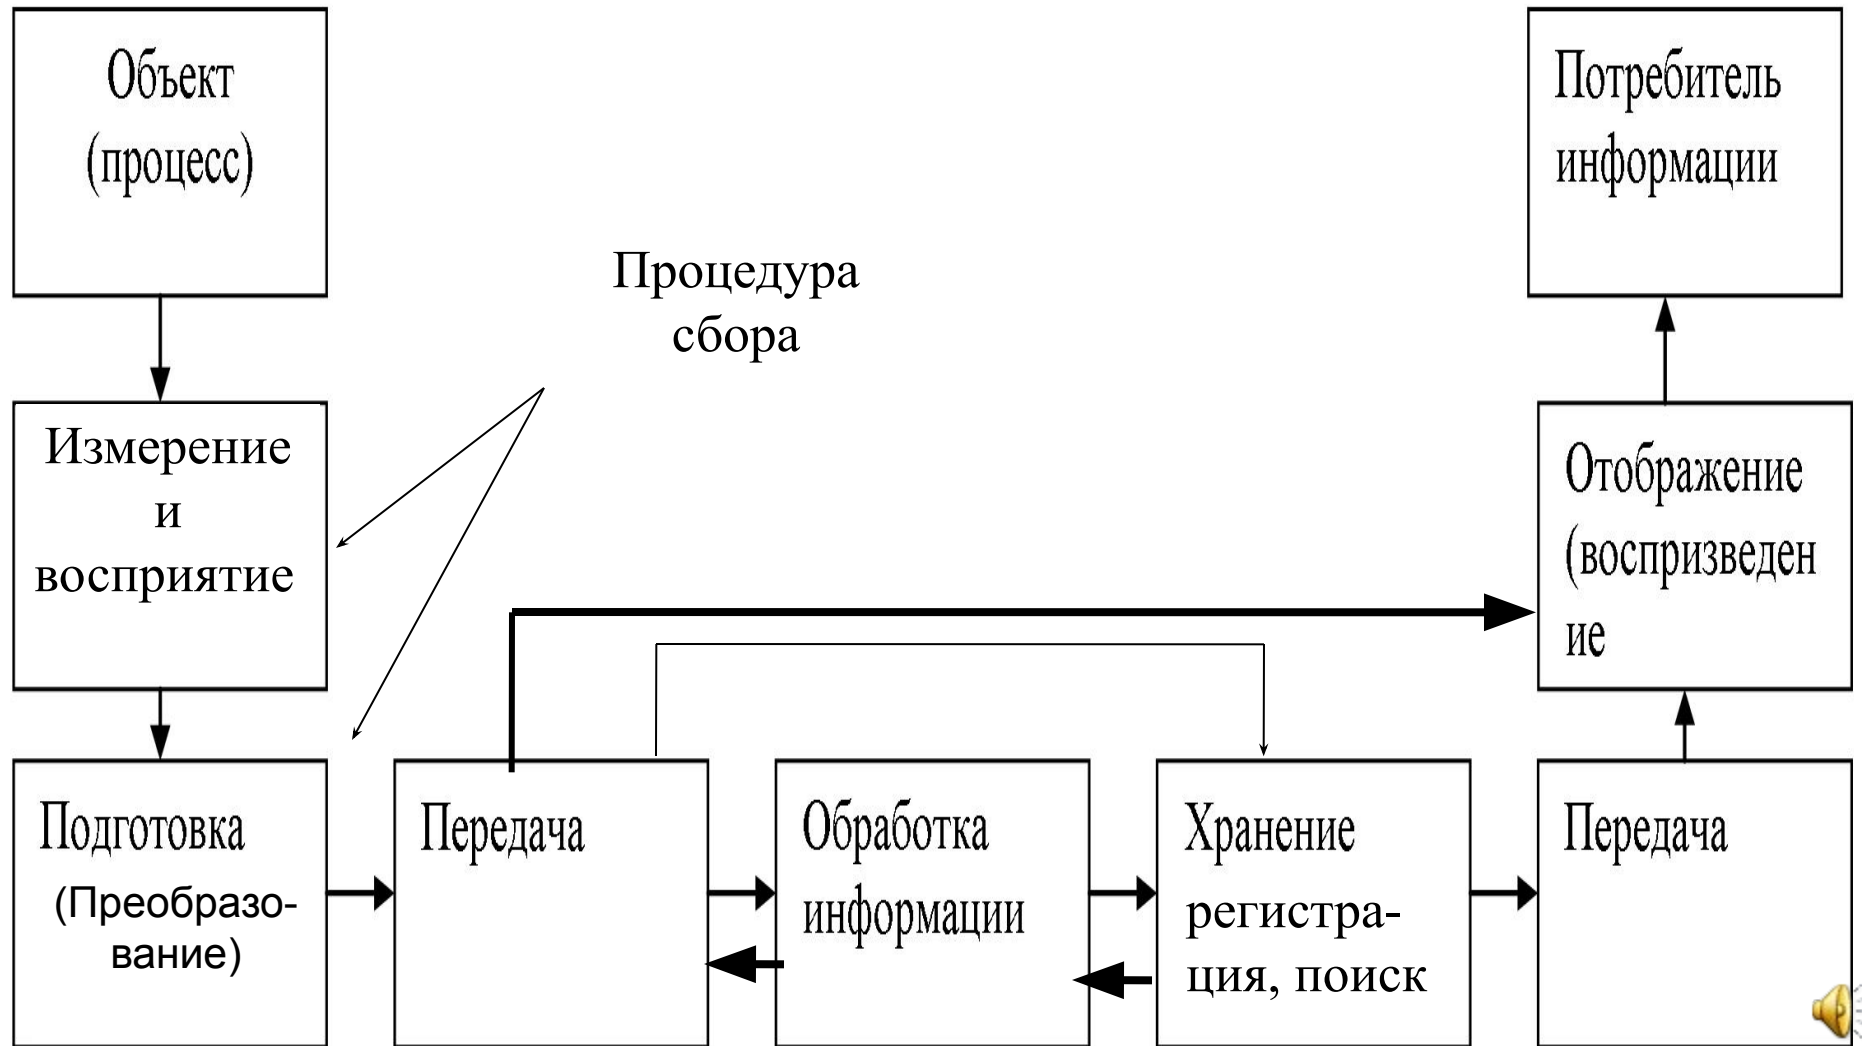 Объект
(процесс)
Потребитель
информации
Процедура
сбора
Измерение
и
восприятие
Отображение
(воспризведен
ие
Подготовка
(Преобразо-
вание)
Передача
Обработка
информации
Хранение
регистра-
ция, поиск
Передача